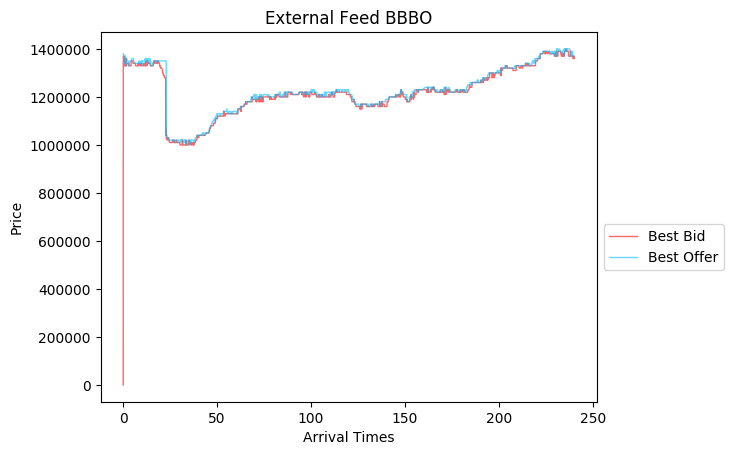 External Feed BBBO
1400000
1200000
1000000
800000
600000
400000
200000
0
Price
0 50 100 150 200 250
Arrival Times
Best Bid
Best Offer